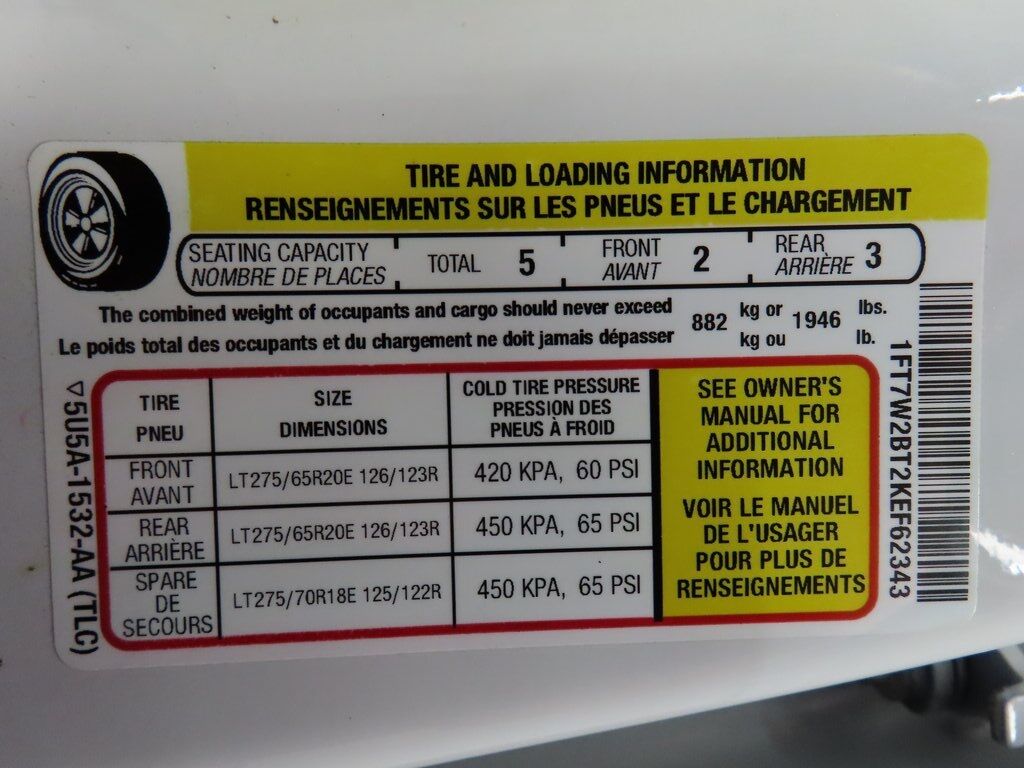 TIRE AND LOADING INFORMATION
RENSEIGNEMENTS SUR LES PNEUS ET LE CHARGEMENT
SEATING CAPACITY
NOMBRE DE PLACES
TOTAL 5
FRONT
AVANT
2
REAR
ARRIÈRE
3
The combined weight of occupants and cargo should never exceed
Le poids total des occupants et du chargement ne doit jamais dépasser
882
kg or
kg ou
1946
lbs.
lb.
TIRE
PNEU
SIZE
DIMENSIONS
COLD TIRE PRESSURE
PRESSION DES
PNEUS À FROID
FRONT
AVANT
LT275/65R20E 126/123R
420 KPA, 60 PSI
REAR
ARRIÈRE
LT275/65R20E 126/123R
450 KPA, 65 PSI
SPARE
DE
SECOURS
LT275/70R18E 125/122R
450 KPA, 65 PSI
SEE OWNER'S
MANUAL FOR
ADDITIONAL
INFORMATION
VOIR LE MANUEL
DE L'USAGER
POUR PLUS DE
RENSEIGNEMENTS
1FT7W2BT2KEF62343
▽5U5A-1532-AA (TLC)